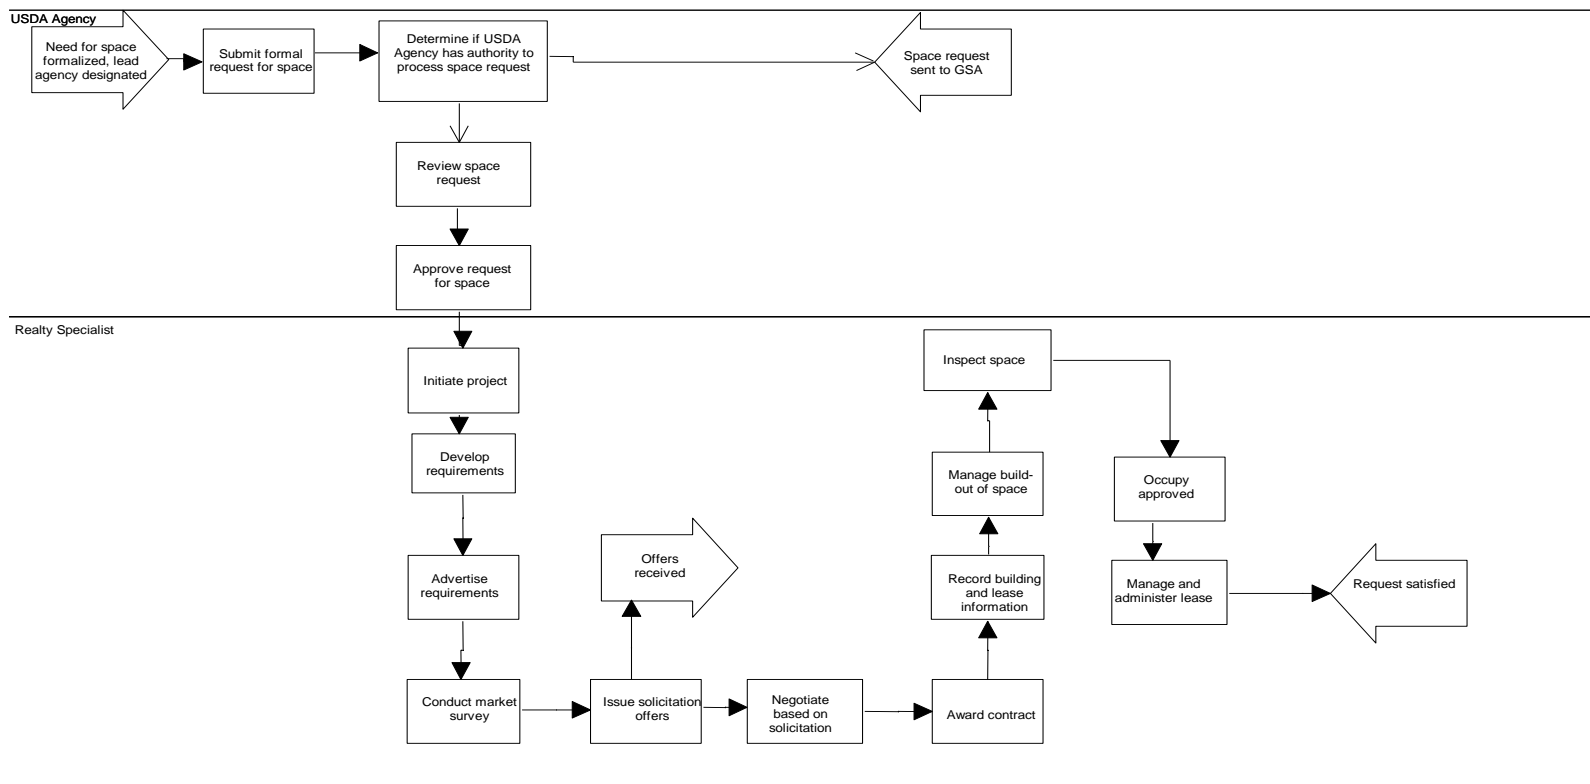 USDA Agency
Need for space
formalized, lead
agency designated
Submit formal
request for space
Determine if USDA
Agency has authority to
process space request
Space request
sent to GSA
Review space
request
Approve request
for space
Realty Specialist
Initiate project
Develop
requirements
Advertise
requirements
Conduct market
survey
Issue solicitation
offers
Offers
received
Negotiate
based on
solicitation
Award contract
Record building
and lease
information
Manage build-
out of space
Inspect space
Occupy
approved
Manage and
administer lease
Request satisfied